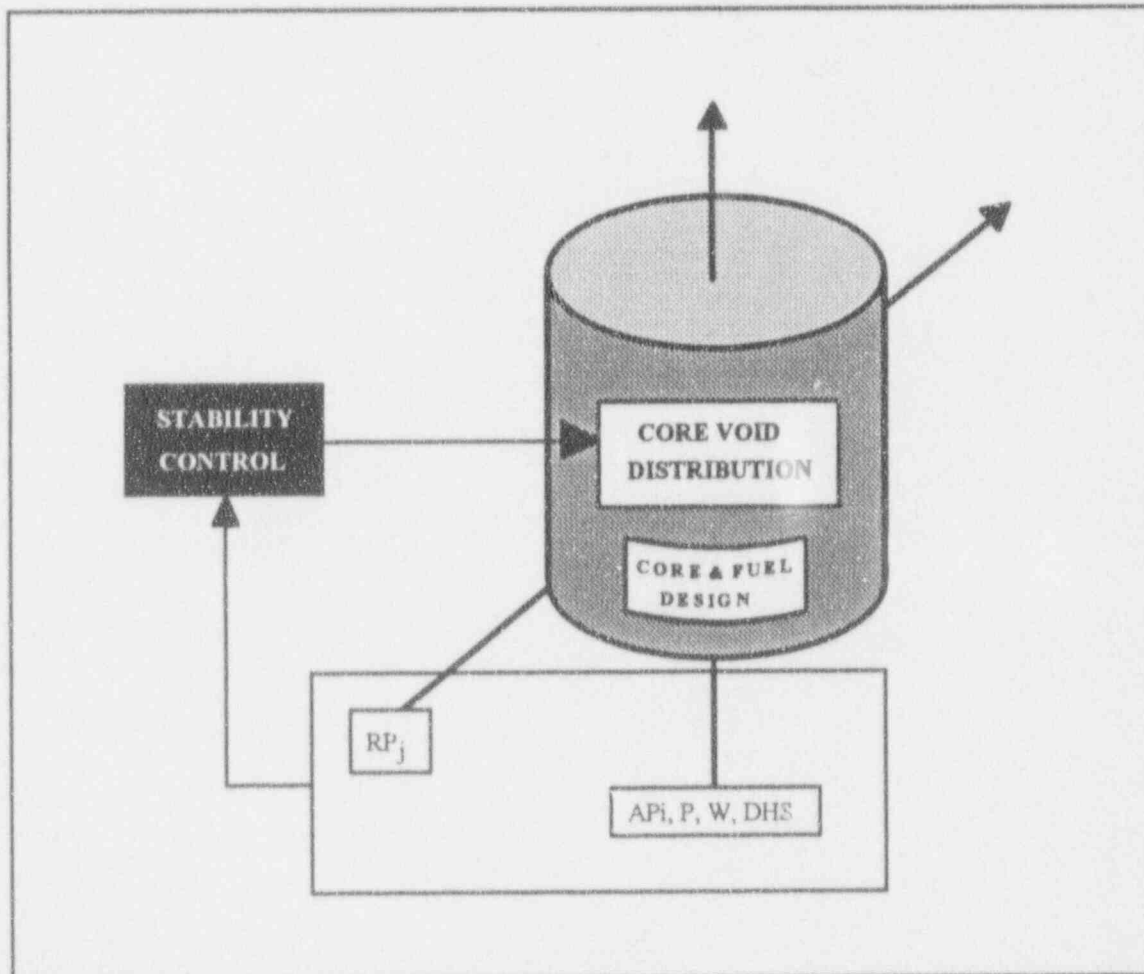 STABILITY
CONTROL
CORE VOID
DISTRIBUTION
CORE & FUEL
DESIGN
RPj
APi, P, W, DHS